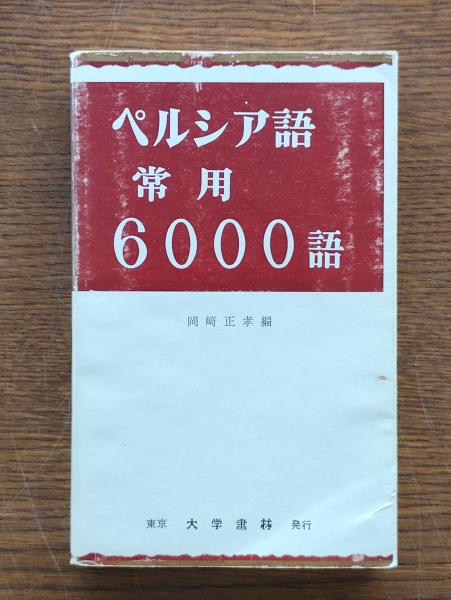 ペルシア語
常用
6000語
岡﨑正孝編
東京 大学書林 発行